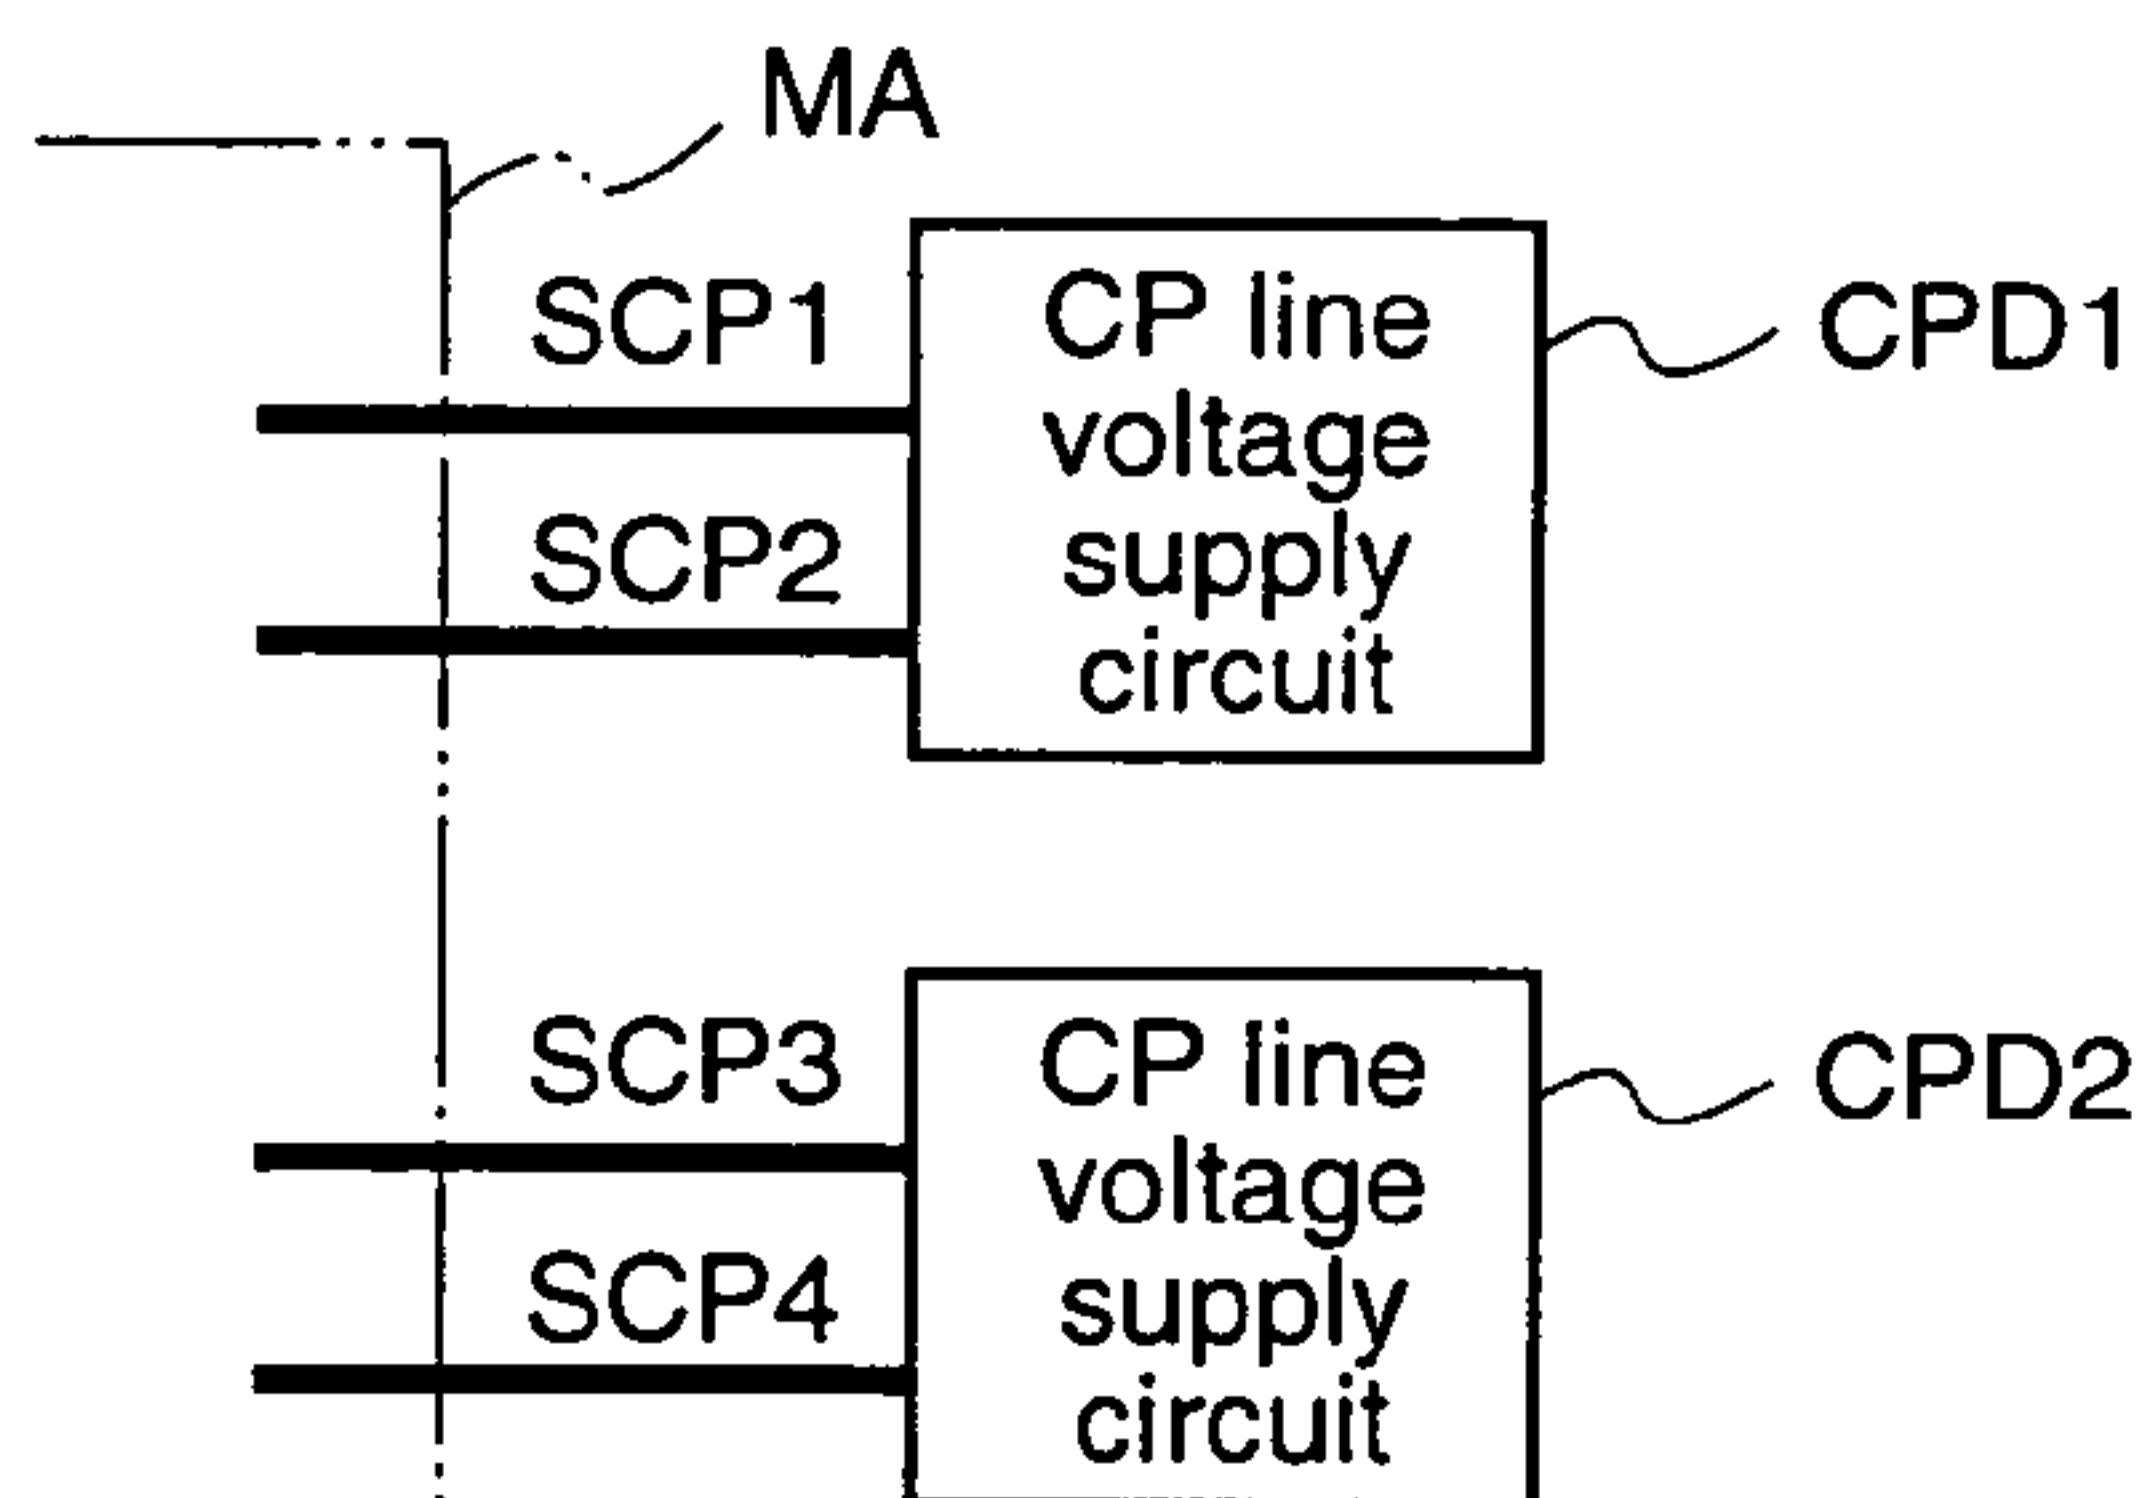 MA
SCP1
CP line
voltage
supply
circuit
CPD1
SCP2
SCP3
CP line
voltage
supply
circuit
CPD2
SCP4